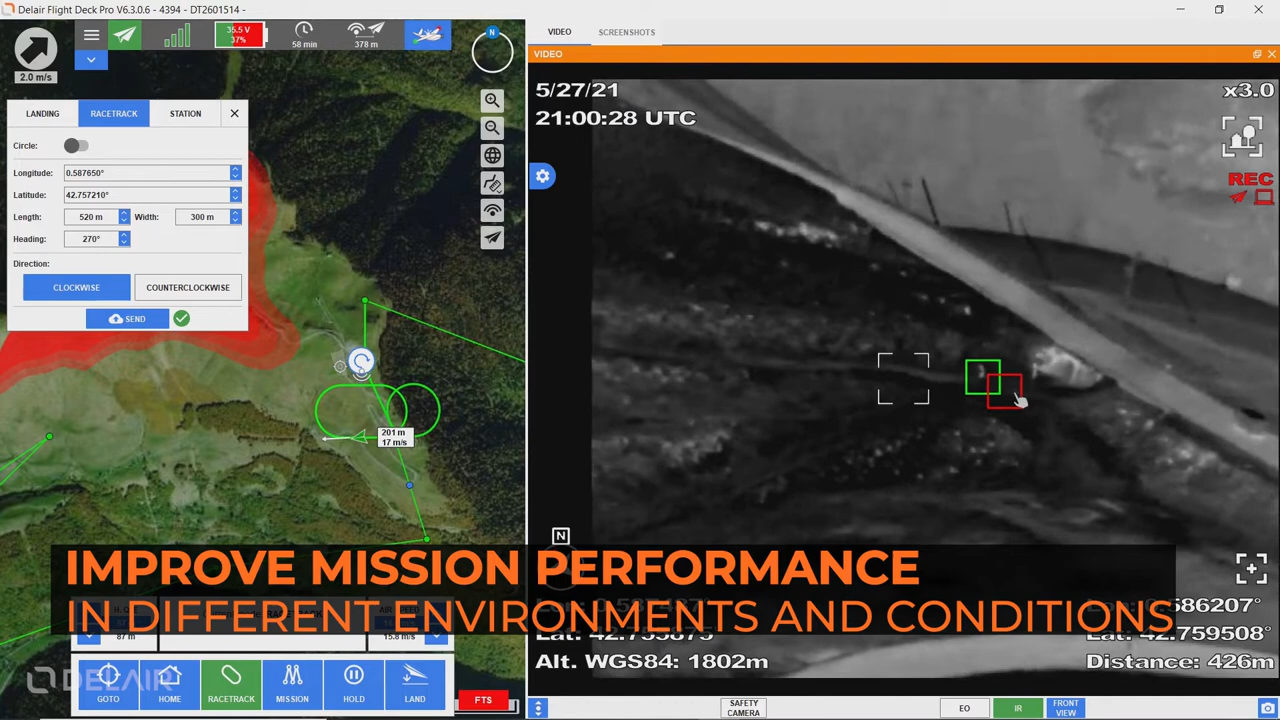 Delair Flight Deck Pro V6.3.0.6 - 4394 - DT2601514 -
2.0 m/s
35.5 V
37%
58 min
378 m
N
LANDING
RACETRACK
STATION
Circle:
Longitude:
0.587650°
Latitude:
42.757210°
Length:
520 m
Width:
300 m
Heading:
270°
Direction:
CLOCKWISE
COUNTERCLOCKWISE
SEND
201 m
17 m/s
VIDEO
SCREENSHOTS
VIDEO
5/27/21
21:00:28 UTC
x3.0
REC
N
IMPROVE MISSION PERFORMANCE
IN DIFFERENT ENVIRONMENTS AND CONDITIONS
87 m
15.8 m/s
Alt. WGS84: 1802m
Lat: 42.759508°
Distance: 426m
DELAIR
GOTO
HOME
RACETRACK
MISSION
HOLD
LAND
FTS
SAFETY
CAMERA
EO
IR
FRONT
VIEW